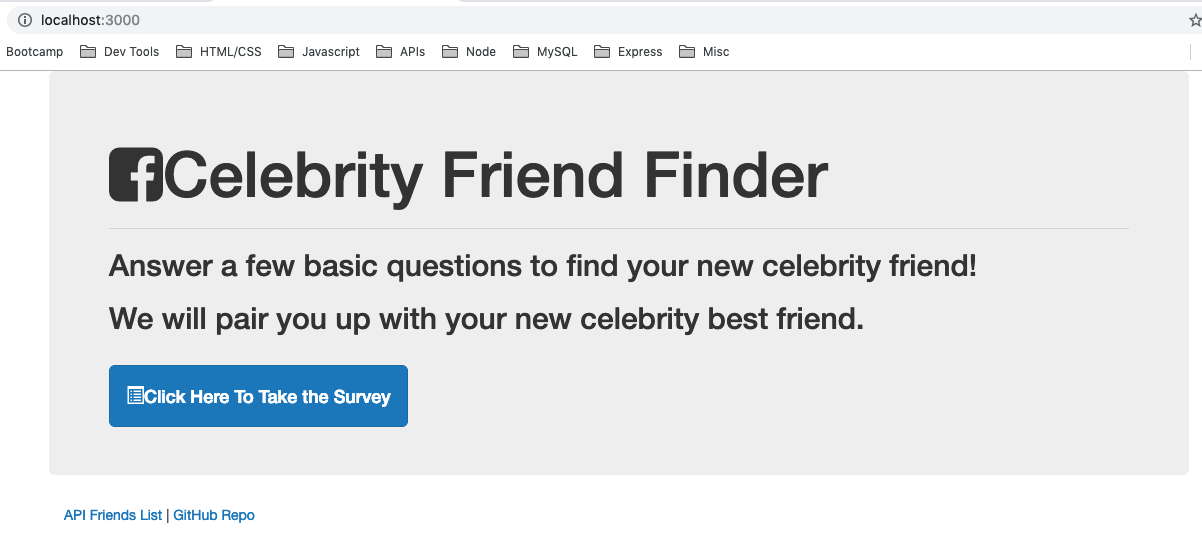 localhost:3000
Bootcamp Dev Tools HTML/CSS Javascript APIs Node MySQL Express Misc
Celebrity Friend Finder
Answer a few basic questions to find your new celebrity friend!
We will pair you up with your new celebrity best friend.
Click Here To Take the Survey
API Friends List | GitHub Repo